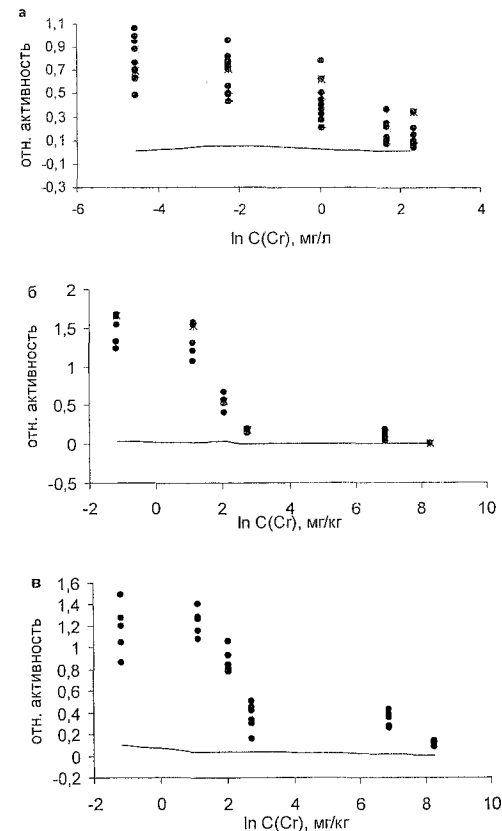 а
1,1
0,9
0,7
0,5
0,3
0,1
-0,1
-0,3
отн. активность
-6 -4 -2 0 2 4
ln C(Cr), мг/л
б
2
1,5
1
0,5
0
-0,5
отн. активность
-2 0 2 4 6 8 10
ln C(Cr), мг/кг
в
1,6
1,4
1,2
1
0,8
0,6
0,4
0,2
0
-0,2
отн. активность
-2 0 2 4 6 8 10
ln C(Cr), мг/кг